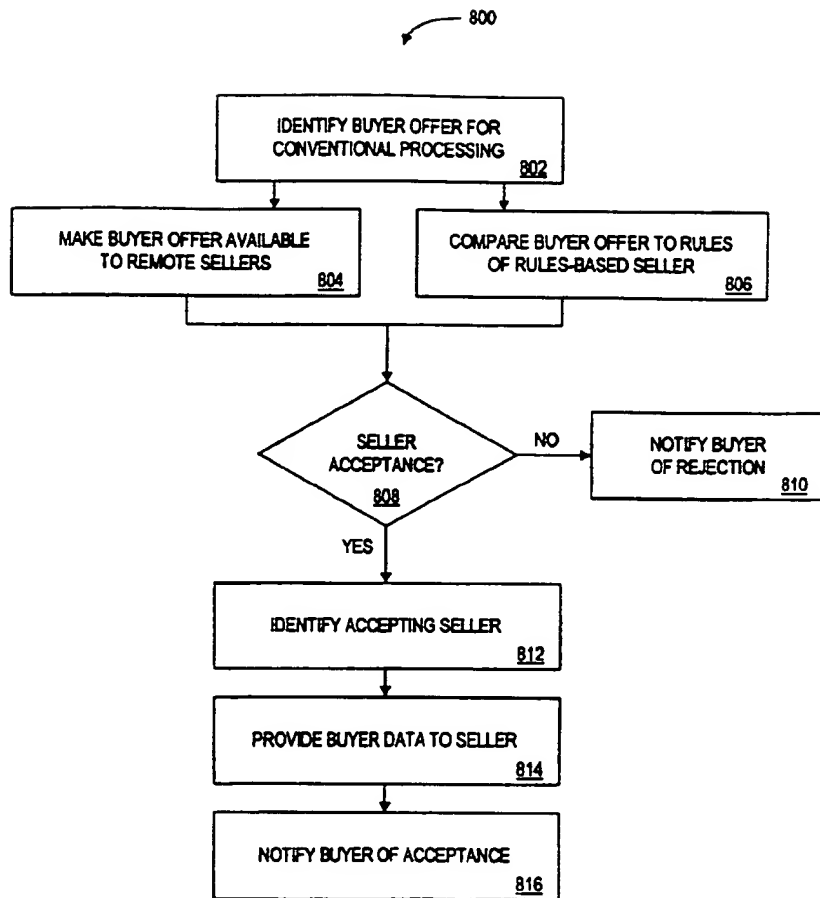 800
IDENTIFY BUYER OFFER FOR
CONVENTIONAL PROCESSING
802
MAKE BUYER OFFER AVAILABLE
TO REMOTE SELLERS
804
COMPARE BUYER OFFER TO RULES
OF RULES-BASED SELLER
806
SELLER
ACCEPTANCE?
808
NO
NOTIFY BUYER
OF REJECTION
810
YES
IDENTIFY ACCEPTING SELLER
812
PROVIDE BUYER DATA TO SELLER
814
NOTIFY BUYER OF ACCEPTANCE
816